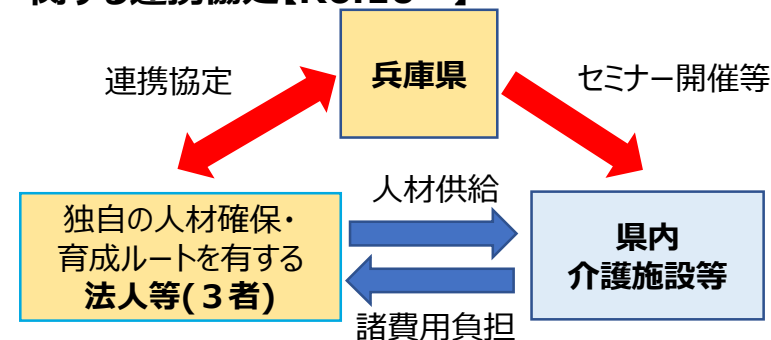 連携協定
兵庫県
セミナー開催等
人材供給
独自の人材確保・
育成ルートを有する
法人等(３者)
県内
介護施設等
諸費用負担